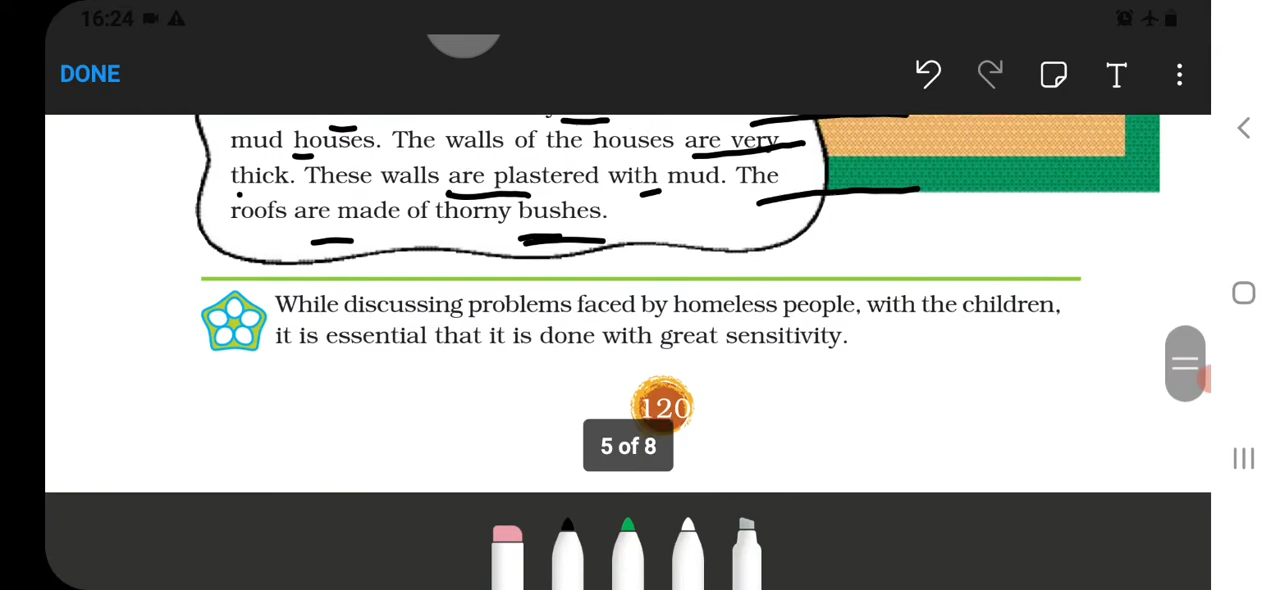 16:24
DONE
T
mud houses. The walls of the houses are very
thick. These walls are plastered with mud. The
roofs are made of thorny bushes.
While discussing problems faced by homeless people, with the children,
it is essential that it is done with great sensitivity.
120
5 of 8